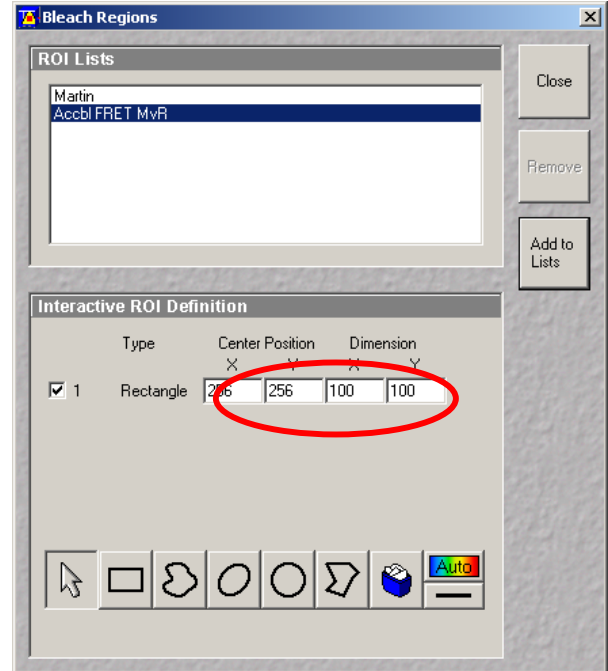 Bleach Regions
ROI Lists
Martin
Accbl FRET MvR
Close
Remove
Add to
Lists
Interactive ROI Definition
Type Center Position Dimension
X Y X Y
1 Rectangle 256 256 100 100
Auto